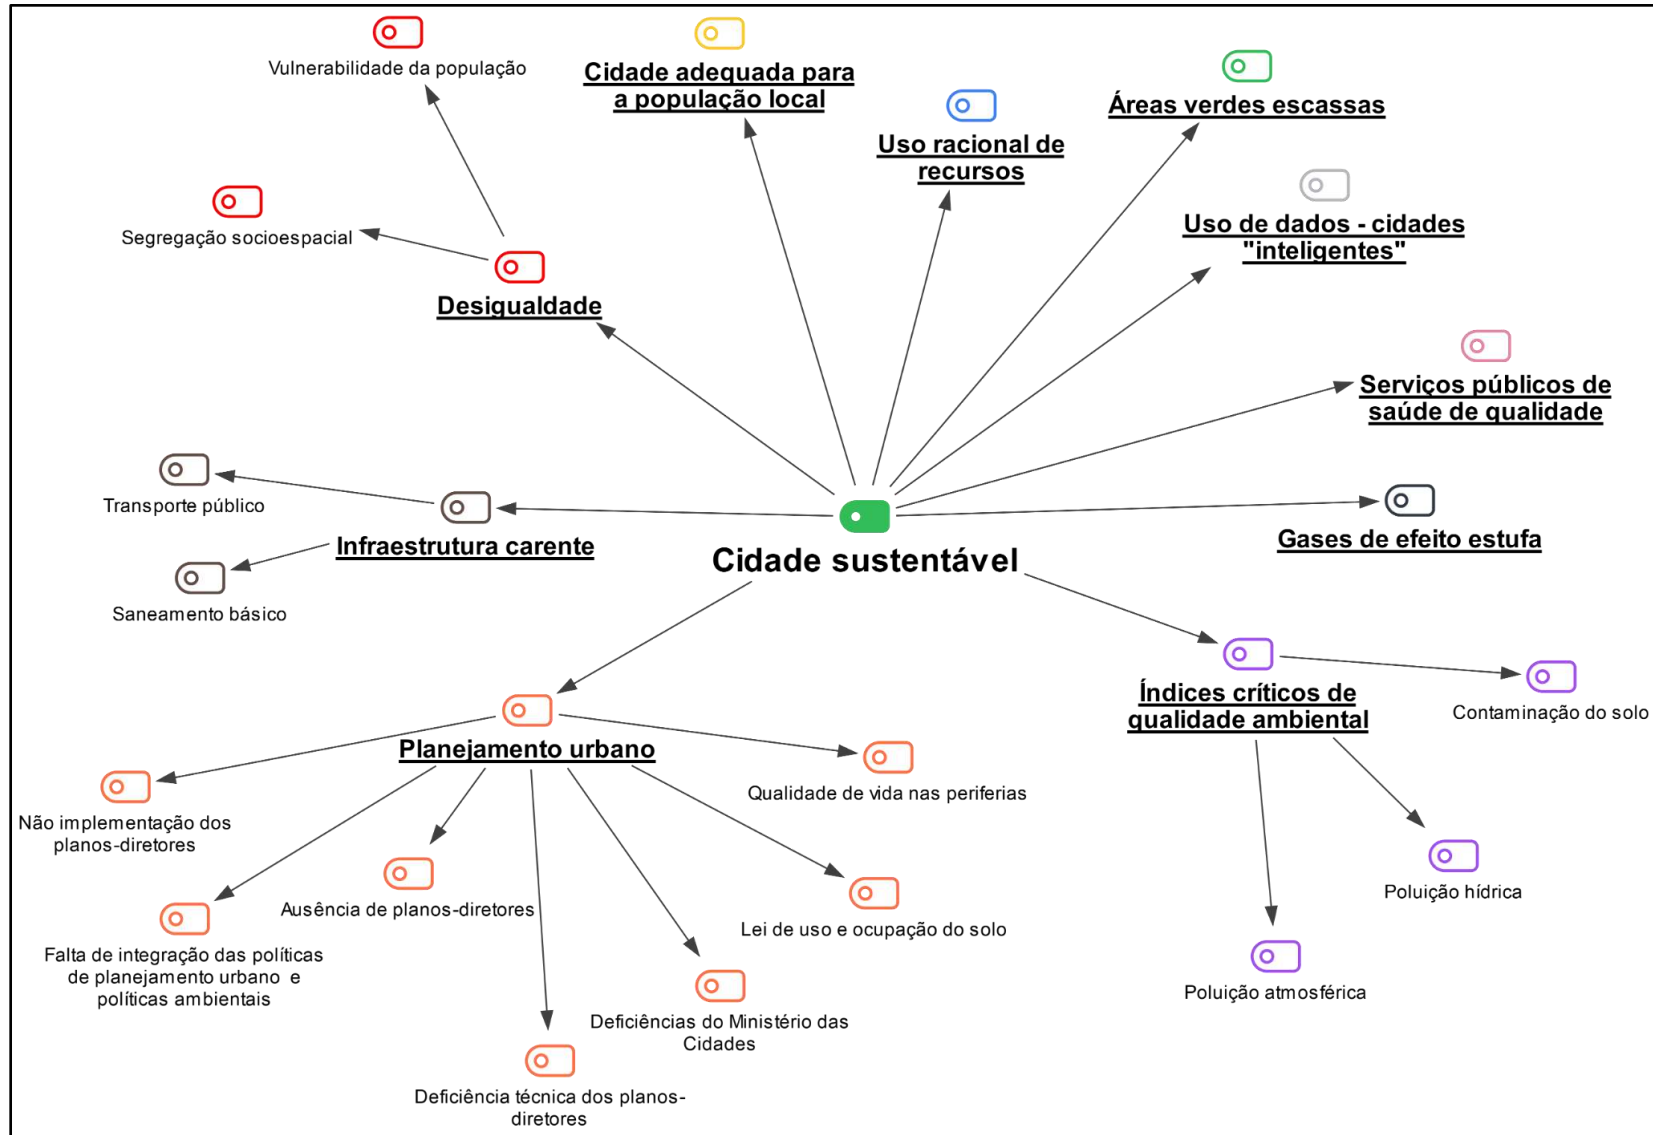 Vulnerabilidade da população
Cidade adequada para
a população local
Uso racional de
recursos
Áreas verdes escassas
Uso de dados - cidades
"inteligentes"
Segregação socioespacial
Desigualdade
Serviços públicos de
saúde de qualidade
Transporte público
Infraestrutura carente
Saneamento básico
Cidade sustentável
Gases de efeito estufa
Índices críticos de
qualidade ambiental
Contaminação do solo
Poluição hídrica
Poluição atmosférica
Planejamento urbano
Qualidade de vida nas periferias
Não implementação dos
planos-diretores
Ausência de planos-diretores
Lei de uso e ocupação do solo
Falta de integração das políticas
de planejamento urbano e
políticas ambientais
Deficiências do Ministério das
Cidades
Deficiência técnica dos planos-
diretores